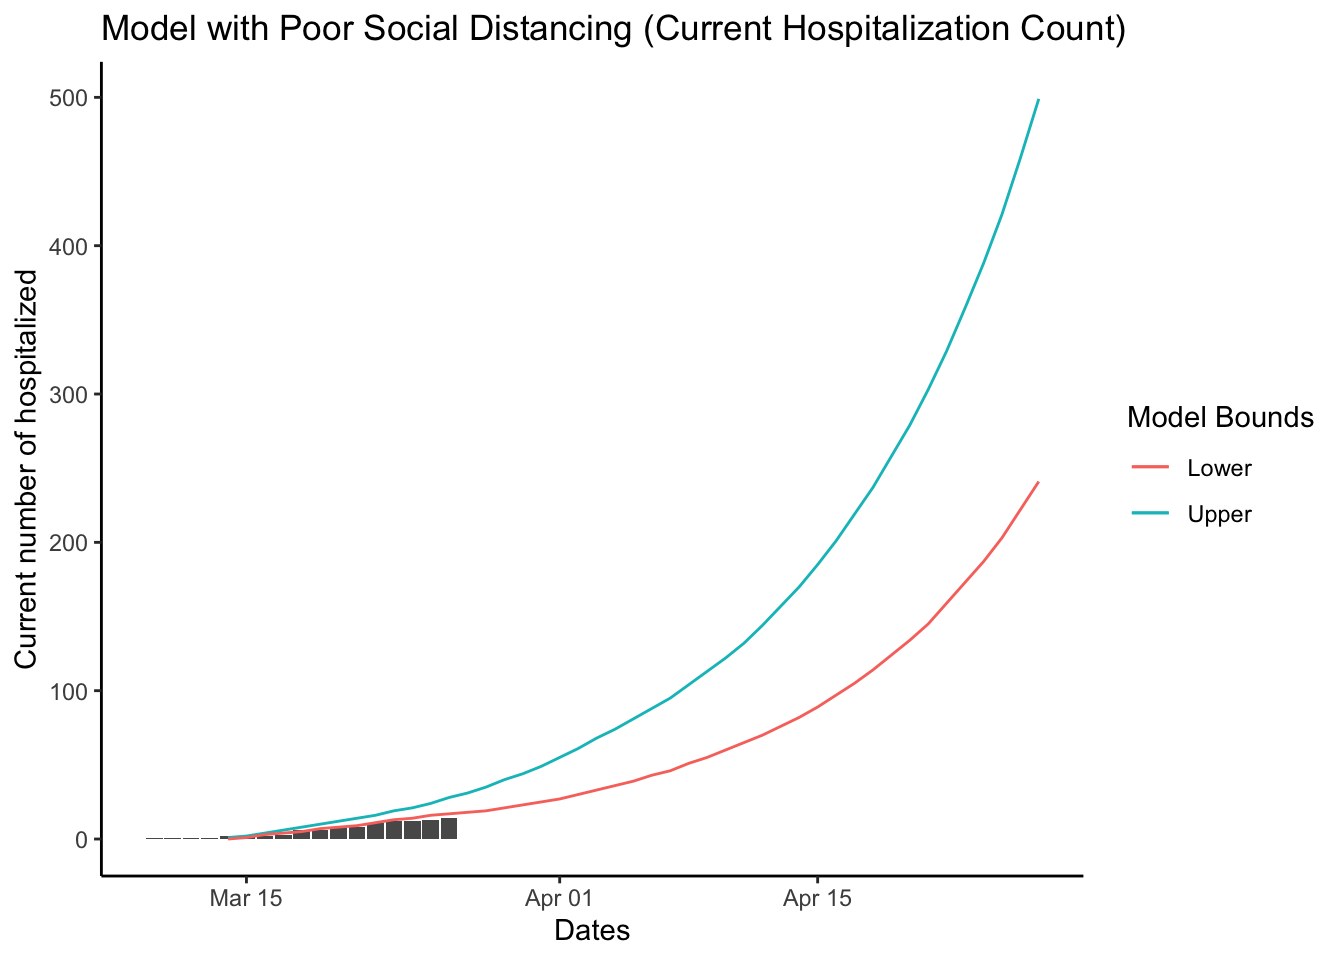 Model with Poor Social Distancing (Current Hospitalization Count)
500
400
300
200
100
0
Current number of hospitalized
Mar 15
Apr 01
Apr 15
Dates
Model Bounds
Lower
Upper